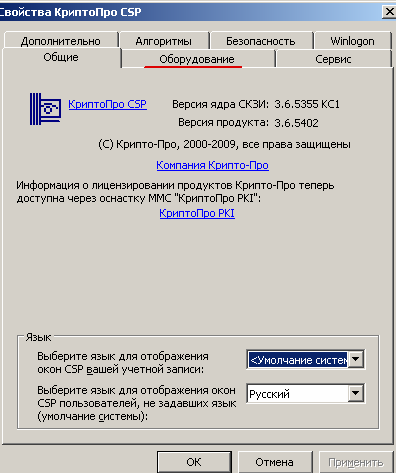 Свойства КриптоПро CSP
Дополнительно Алгоритмы Безопасность Winlogon
Общие Оборудование Сервис
КриптоПро CSP Версия ядра СКЗИ: 3.6.5355 КС1
Версия продукта: 3.6.5402
(C) Крипто-Про, 2000-2009, все права защищены
Компания Крипто-Про
Информация о лицензировании продуктов Крипто-Про теперь
доступна через оснастку MMC "КриптоПро PKI":
КриптоПро PKI
Язык
Выберите язык для отображения
окон CSP вашей учетной записи:
<Умолчание систем
Выберите язык для отображения окон
CSP пользователей, не задавших язык
(умолчание системы):
Русский
ОК Отмена Применить